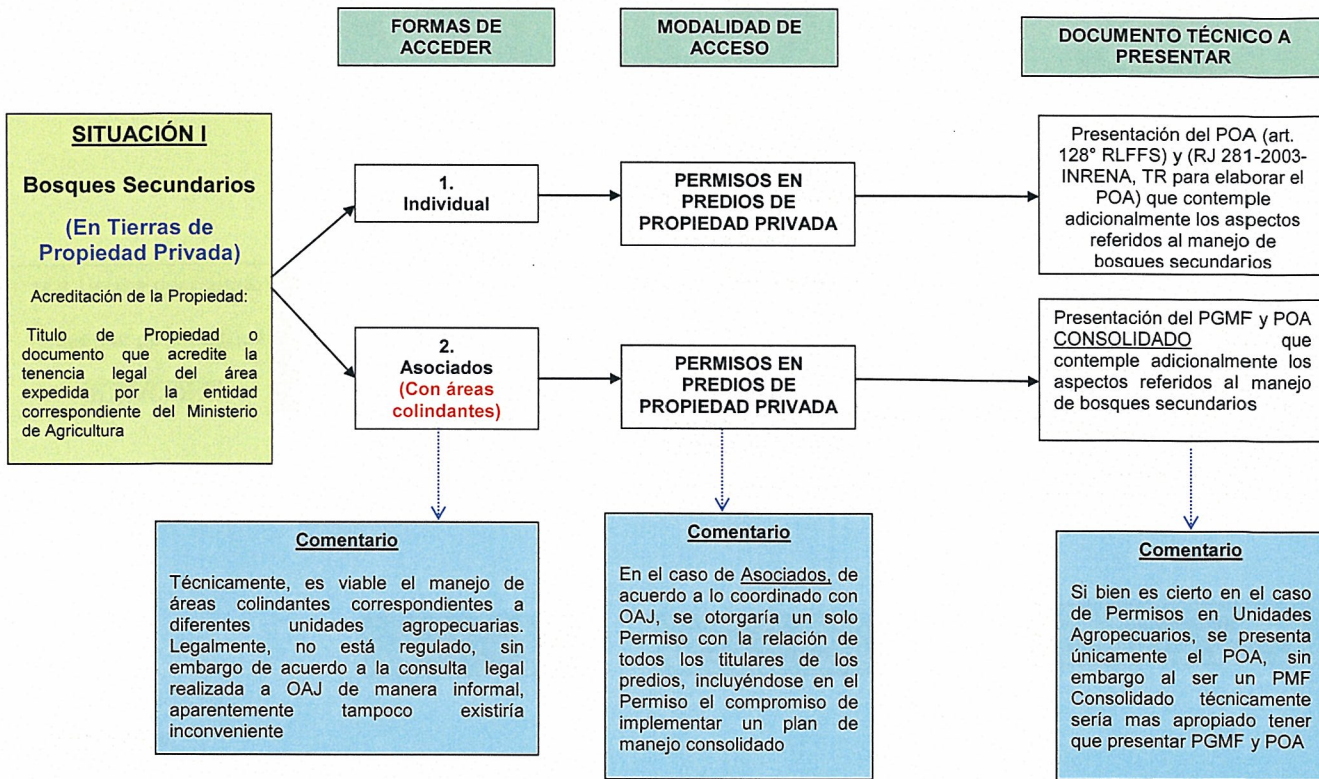 FORMAS DE
ACCEDER
MODALIDAD DE
ACCESO
DOCUMENTO TÉCNICO A
PRESENTAR
SITUACIÓN I
Bosques Secundarios
(En Tierras de
Propiedad Privada)
Acreditación de la Propiedad:
Titulo de Propiedad o
documento que acredite la
tenencia legal del área
expedida por la entidad
correspondiente del Ministerio
de Agricultura
1.
Individual
PERMISOS EN
PREDIOS DE
PROPIEDAD PRIVADA
Presentación del POA (art.
128° RLFFS) y (RJ 281-2003-
INRENA, TR para elaborar el
POA) que contemple
adicionalmente los aspectos
referidos al manejo de
bosques secundarios
2.
Asociados
(Con áreas
colindantes)
PERMISOS EN
PREDIOS DE
PROPIEDAD PRIVADA
Presentación del PGMF y POA
CONSOLIDADO que
contemple adicionalmente los
aspectos referidos al manejo
de bosques secundarios
Comentario
Técnicamente, es viable el manejo de
áreas colindantes correspondientes a
diferentes unidades agropecuarias.
Legalmente, no está regulado, sin
embargo de acuerdo a la consulta legal
realizada a OAJ de manera informal,
aparentemente tampoco existiría
inconveniente
Comentario
En el caso de Asociados, de
acuerdo a lo coordinado con
OAJ, se otorgaría un solo
Permiso con la relación de
todos los titulares de los
predios, incluyéndose en el
Permiso el compromiso de
implementar un plan de
manejo consolidado
Comentario
Si bien es cierto en el caso
de Permisos en Unidades
Agropecuarios, se presenta
únicamente el POA, sin
embargo al ser un PMF
Consolidado técnicamente
sería mas apropiado tener
que presentar PGMF y POA